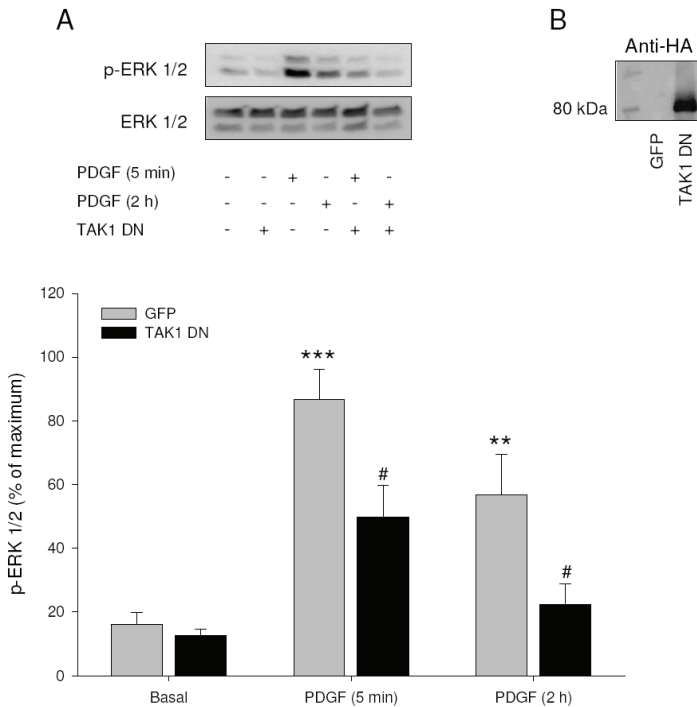 A
p-ERK 1/2
ERK 1/2
PDGF (5 min) - - + - + -
PDGF (2 h) - - - + - +
TAK1 DN - + - - + +
B
Anti-HA
80 kDa
GFP
TAK1 DN
p-ERK 1/2 (% of maximum)
120
100
80
60
40
20
0
GFP
TAK1 DN
***
#
**
#
Basal
PDGF (5 min)
PDGF (2 h)